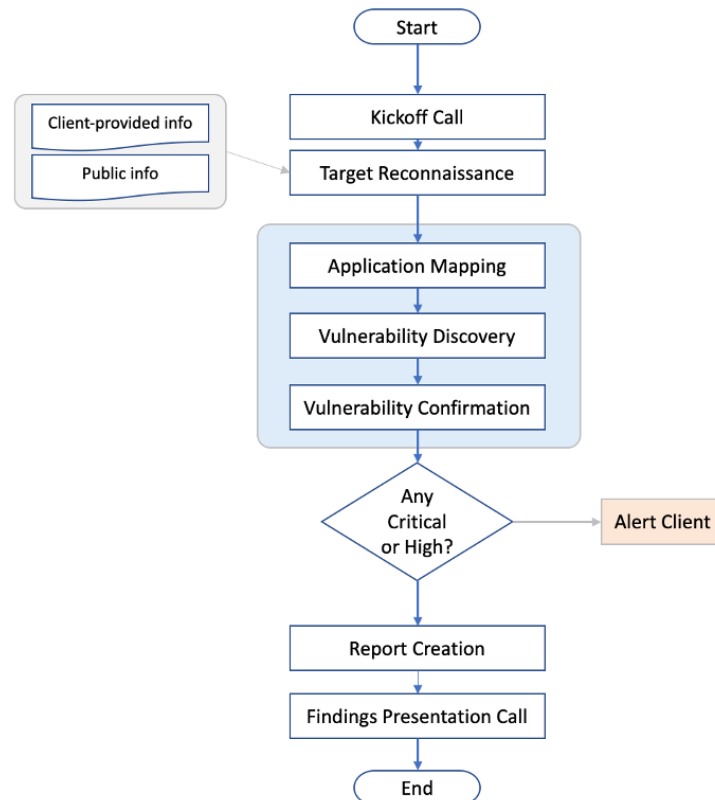 Start
Kickoff Call
Client-provided info
Public info
Target Reconnaissance
Application Mapping
Vulnerability Discovery
Vulnerability Confirmation
Any
Critical
or High?
Alert Client
Report Creation
Findings Presentation Call
End